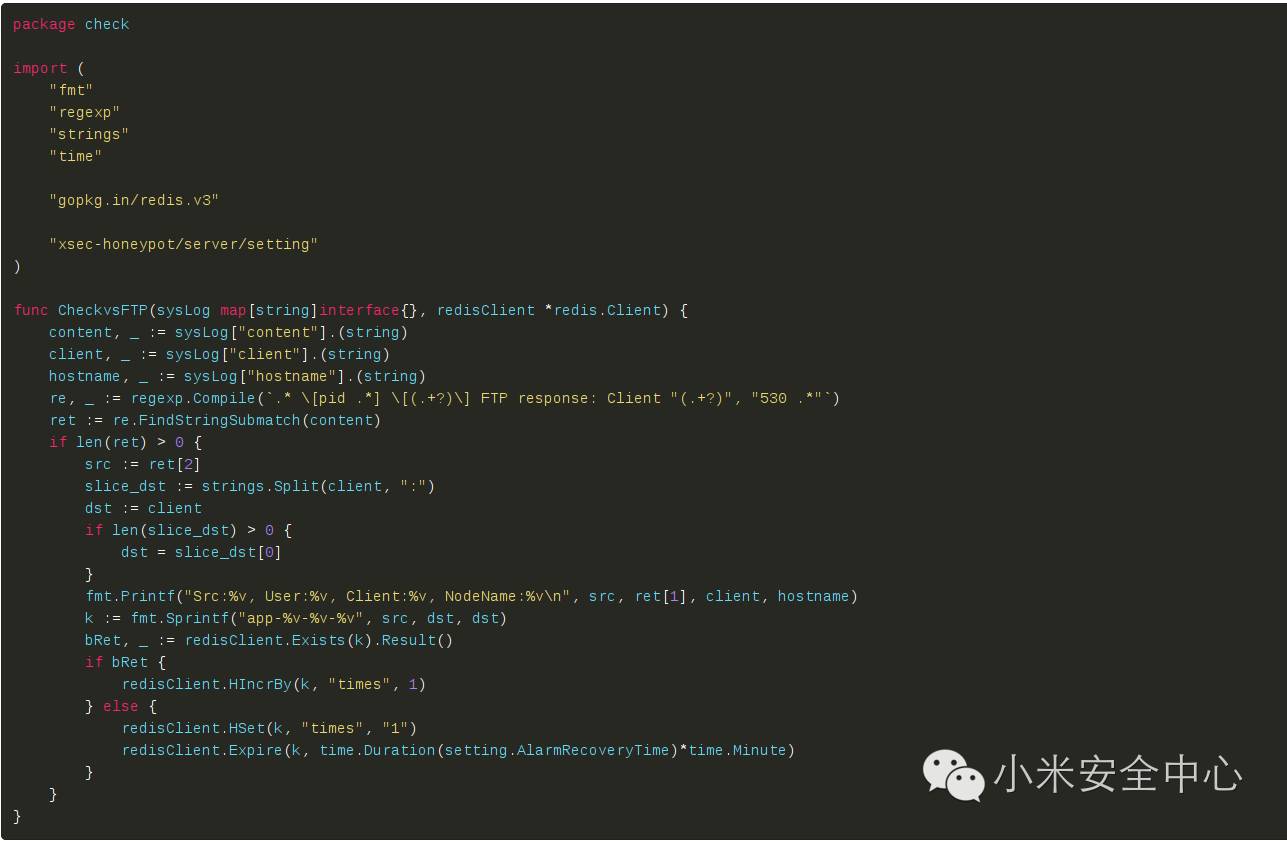 package check
import (
"fmt"
"regexp"
"strings"
"time"
"gopkg.in/redis.v3"
"xsec-honeypot/server/setting"
)
func CheckvsFTP(sysLog map[string]interface{}, redisClient *redis.Client) {
content, _ := sysLog["content"].(string)
client, _ := sysLog["client"].(string)
hostname, _ := sysLog["hostname"].(string)
re, _ := regexp.Compile(`.* \[pid .*] \[(.+?)\] FTP response: Client "(.+?)", "530 .*"`)
ret := re.FindStringSubmatch(content)
if len(ret) > 0 {
src := ret[2]
slice_dst := strings.Split(client, ":")
dst := client
if len(slice_dst) > 0 {
dst = slice_dst[0]
}
fmt.Printf("Src:%v, User:%v, Client:%v, NodeName:%v\n", src, ret[1], client, hostname)
k := fmt.Sprintf("app-%v-%v-%v", src, dst, dst)
bRet, _ := redisClient.Exists(k).Result()
if bRet {
redisClient.HIncrBy(k, "times", 1)
} else {
redisClient.HSet(k, "times", "1")
redisClient.Expire(k, time.Duration(setting.AlarmRecoveryTime)*time.Minute)
}
}
}
小米安全中心